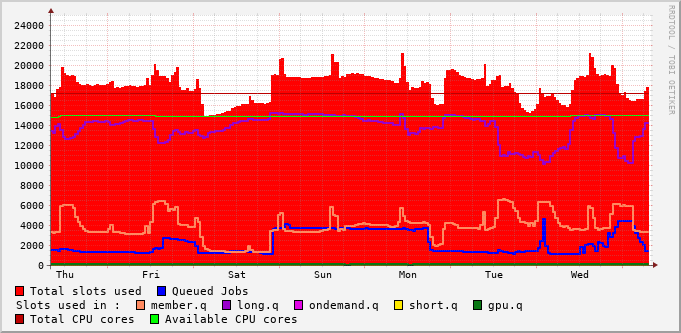 24000
22000
20000
18000
16000
14000
12000
10000
8000
6000
4000
2000
0
Thu Fri Sat Sun Mon Tue Wed
RRDTOOL / TOBI OETIKER
Total slots used Queued Jobs
Slots used in : member.q long.q ondemand.q short.q gpu.q
Total CPU cores Available CPU cores